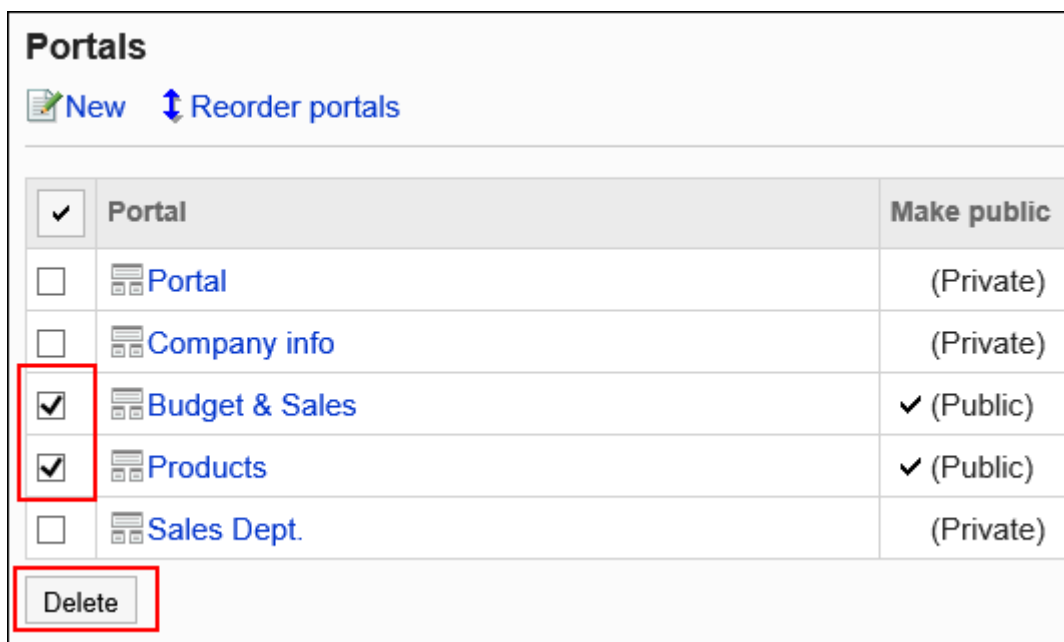 Portals
New Reorder portals
Portal Make public
Portal (Private)
Company info (Private)
Budget & Sales (Public)
Products (Public)
Sales Dept. (Private)
Delete